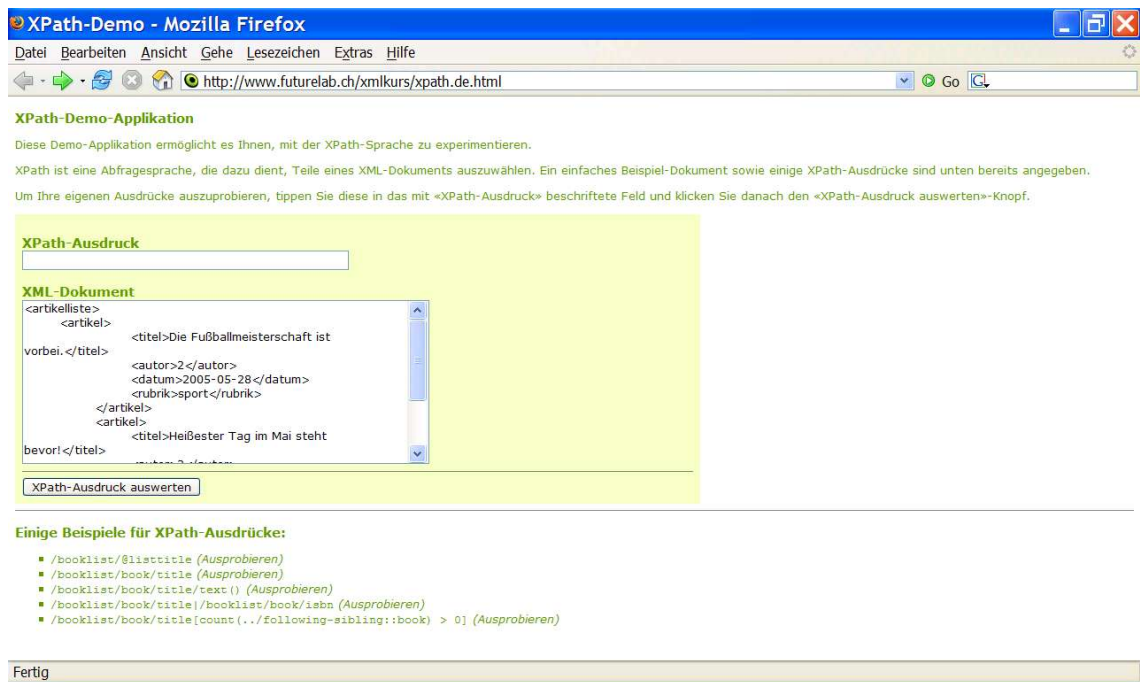 XPath-Demo - Mozilla Firefox
Datei Bearbeiten Ansicht Gehe Lesezeichen Extras Hilfe
http://www.futurelab.ch/xmlkurs/xpath.de.html Go G
XPath-Demo-Applikation
Diese Demo-Applikation ermöglicht es Ihnen, mit der XPath-Sprache zu experimentieren.
XPath ist eine Abfragesprache, die dazu dient, Teile eines XML-Dokuments auszuwählen. Ein einfaches Beispiel-Dokument sowie einige XPath-Ausdrücke sind unten bereits angegeben.
Um Ihre eigenen Ausdrücke auszuprobieren, tippen Sie diese in das mit «XPath-Ausdruck» beschriftete Feld und klicken Sie danach den «XPath-Ausdruck auswerten»-Knopf.
XPath-Ausdruck
XML-Dokument
<artikelliste>
<artikel>
<titel>Die Fußballmeisterschaft ist
vorbei.</titel>
<autor>2</autor>
<datum>2005-05-28</datum>
<rubrik>sport</rubrik>
</artikel>
<artikel>
<titel>Heißester Tag im Mai steht
bevor!</titel>
XPath-Ausdruck auswerten
Einige Beispiele für XPath-Ausdrücke:
/booklist/@listtitle (Ausprobieren)
/booklist/book/title (Ausprobieren)
/booklist/book/title/text() (Ausprobieren)
/booklist/book/title|/booklist/book/isbn (Ausprobieren)
/booklist/book/title[count(../following-sibling::book) > 0] (Ausprobieren)
Fertig